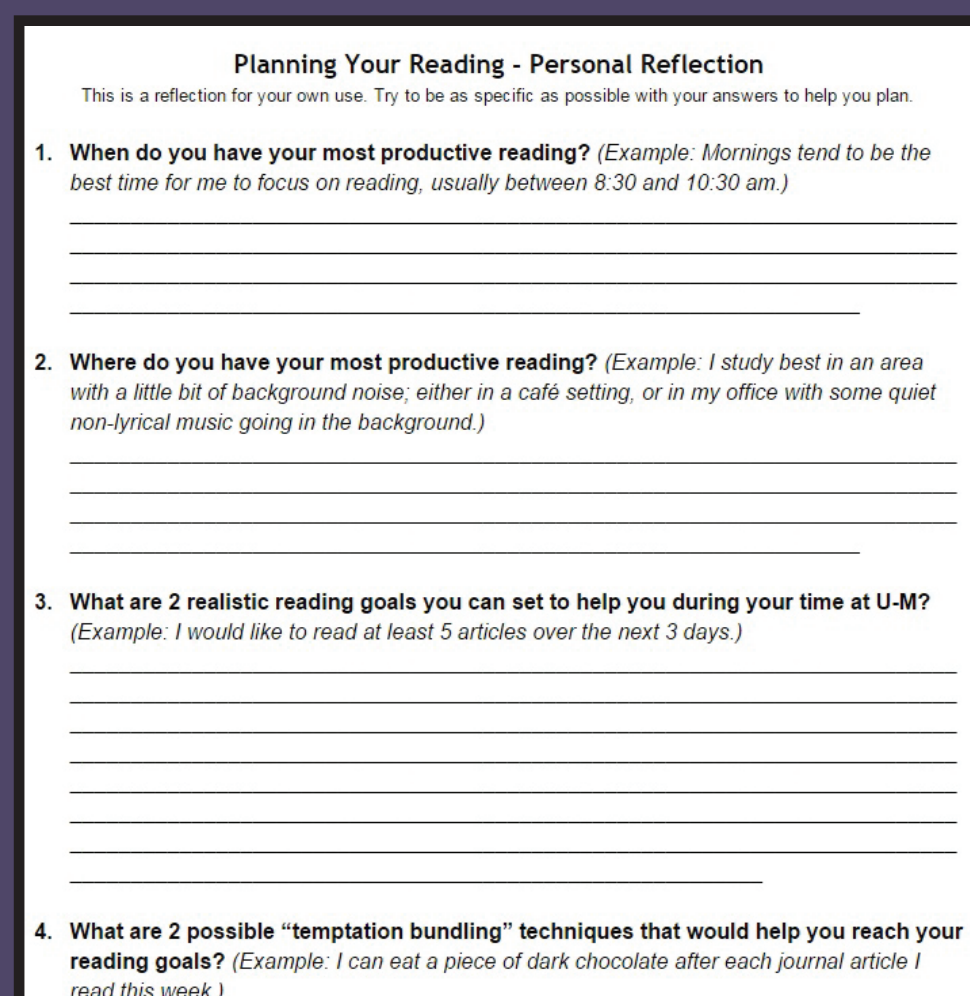 Planning Your Reading - Personal Reflection
This is a reflection for your own use. Try to be as specific as possible with your answers to help you plan.
1. When do you have your most productive reading? (Example: Mornings tend to be the
best time for me to focus on reading, usually between 8:30 and 10:30 am.)
2. Where do you have your most productive reading? (Example: I study best in an area
with a little bit of background noise; either in a café setting, or in my office with some quiet
non-lyrical music going in the background.)
3. What are 2 realistic reading goals you can set to help you during your time at U-M?
(Example: I would like to read at least 5 articles over the next 3 days.)
4. What are 2 possible “temptation bundling” techniques that would help you reach your
reading goals? (Example: I can eat a piece of dark chocolate after each journal article I
read this week.)